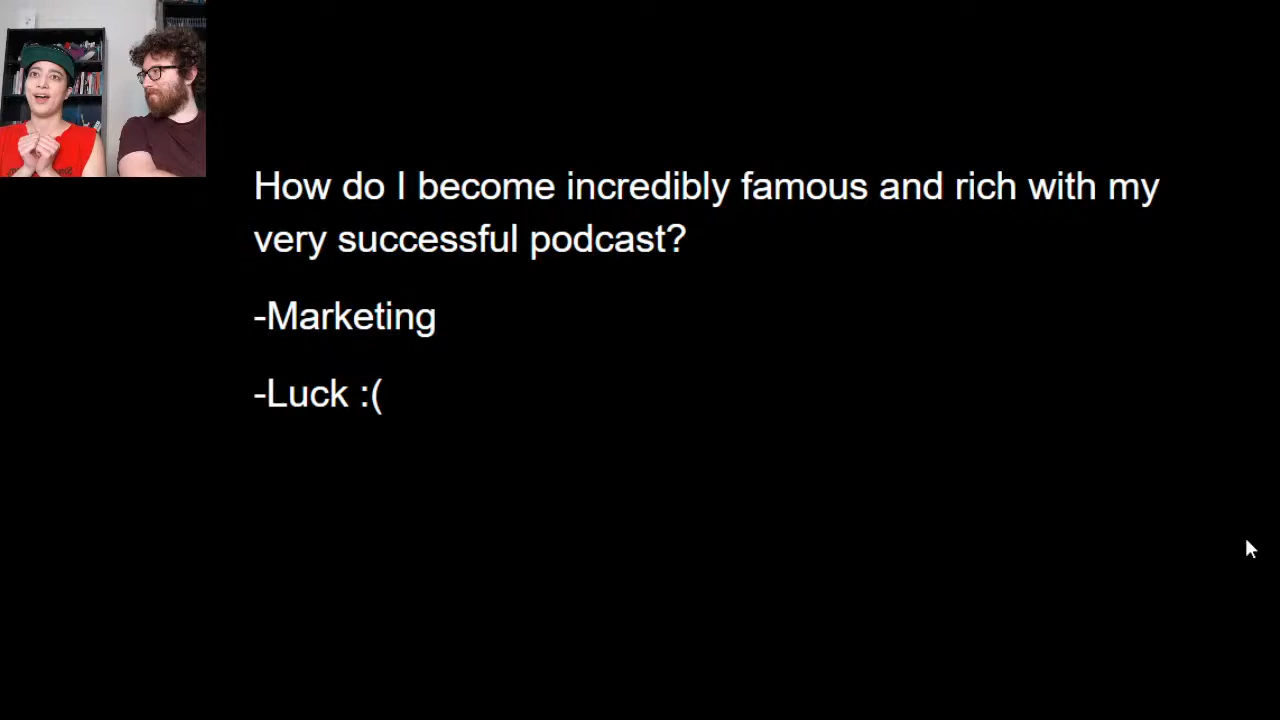 How do I become incredibly famous and rich with my
very successful podcast?
-Marketing
-Luck :(